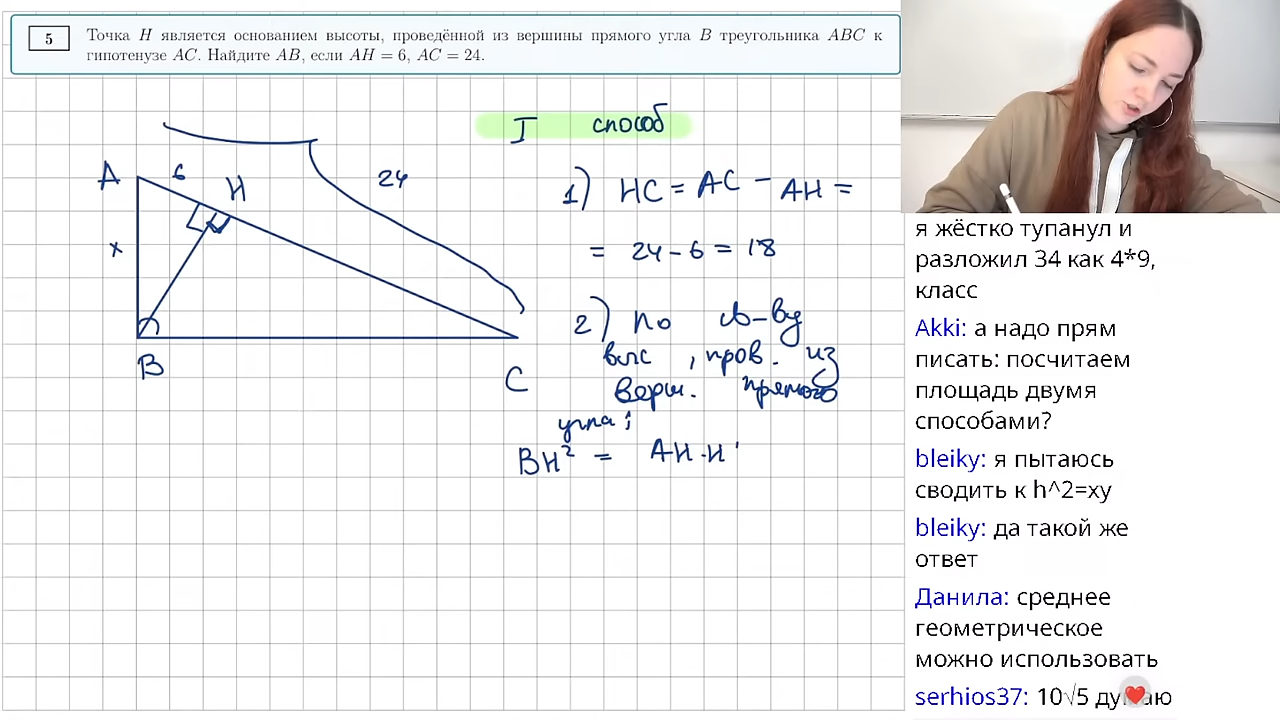 5
Точка H является основанием высоты, проведённой из вершины прямого угла B треугольника ABC к
гипотенузе AC. Найдите AB, если AH = 6, AC = 24.
I способ
A
6
H
24
x
B
C
1) HC = AC - AH =
= 24 - 6 = 18
2) По св-ву
выс, пров. из
верш. прямого
угла:
BH² = AH · H
я жёстко тупанул и
разложил 34 как 4*9,
класс
Akki: а надо прям
писать: посчитаем
площадь двумя
способами?
bleiky: я пытаюсь
сводить к h^2=xy
bleiky: да такой же
ответ
Данила: среднее
геометрическое
можно использовать
serhios37: 10√5 думаю